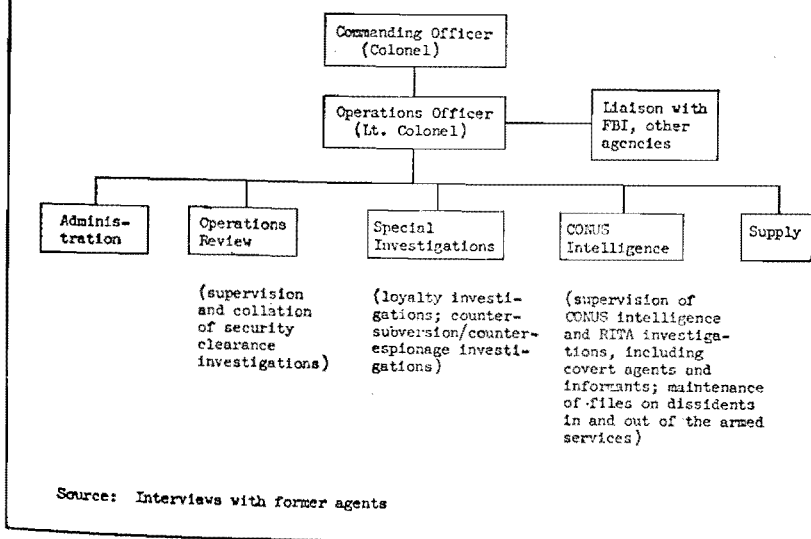 Commanding Officer
(Colonel)
Operations Officer
(Lt. Colonel)
Liaison with
FBI, other
agencies
Adminis-
tration
Operations
Review
Special
Investigations
CONUS
Intelligence
Supply
(supervision
and collation
of security
clearance
investigations)
(loyalty investi-
gations; counter-
subversion/counter-
espionage investi-
gations)
(supervision of
CONUS intelligence
and RITA investiga-
tions, including
covert agents and
informants; maintenance
of files on dissidents
in and out of the armed
services)
Source: Interviews with former agents